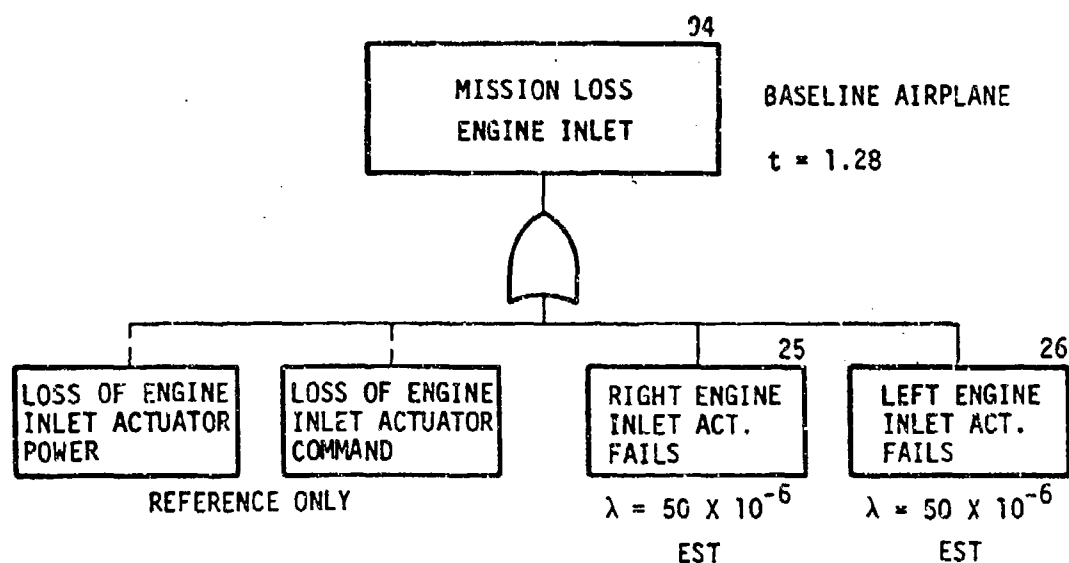 94
MISSION LOSS
ENGINE INLET
BASELINE AIRPLANE
t = 1.28
LOSS OF ENGINE
INLET ACTUATOR
POWER
LOSS OF ENGINE
INLET ACTUATOR
COMMAND
REFERENCE ONLY
25
RIGHT ENGINE
INLET ACT.
FAILS
λ = 50 X 10⁻⁶
EST
26
LEFT ENGINE
INLET ACT.
FAILS
λ = 50 X 10⁻⁶
EST